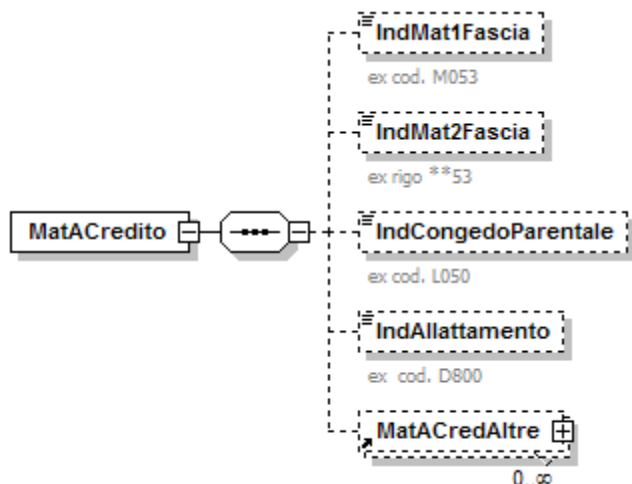 IndMat1Fascia
ex cod. M053
IndMat2Fascia
ex rigo **53
MatACredito
IndCongedoParentale
ex cod. L050
IndAllattamento
ex cod. D800
MatACredAltre
0..∞